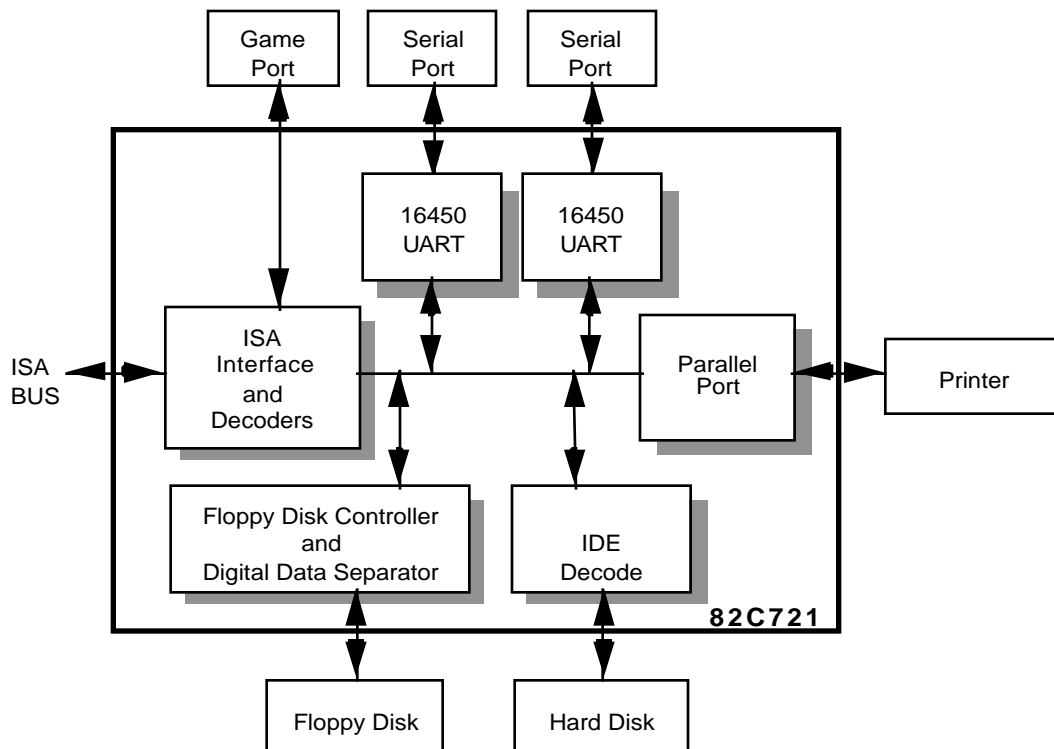 Game
Port
Serial
Port
Serial
Port
16450
UART
16450
UART
ISA
BUS
ISA
Interface
and
Decoders
Parallel
Port
Printer
Floppy Disk Controller
and
Digital Data Separator
IDE
Decode
82C721
Floppy Disk
Hard Disk